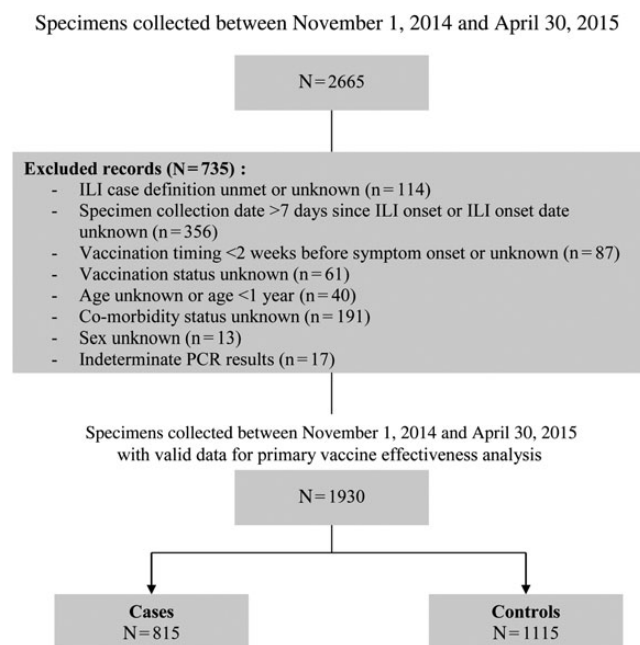 Specimens collected between November 1, 2014 and April 30, 2015
N=2665
Excluded records (N=735) :
- ILI case definition unmet or unknown (n=114)
- Specimen collection date >7 days since ILI onset or ILI onset date
unknown (n=356)
- Vaccination timing <2 weeks before symptom onset or unknown (n=87)
- Vaccination status unknown (n=61)
- Age unknown or age <1 year (n=40)
- Co-morbidity status unknown (n=191)
- Sex unknown (n=13)
- Indeterminate PCR results (n=17)
Specimens collected between November 1, 2014 and April 30, 2015
with valid data for primary vaccine effectiveness analysis
N=1930
Cases
N=815
Controls
N=1115